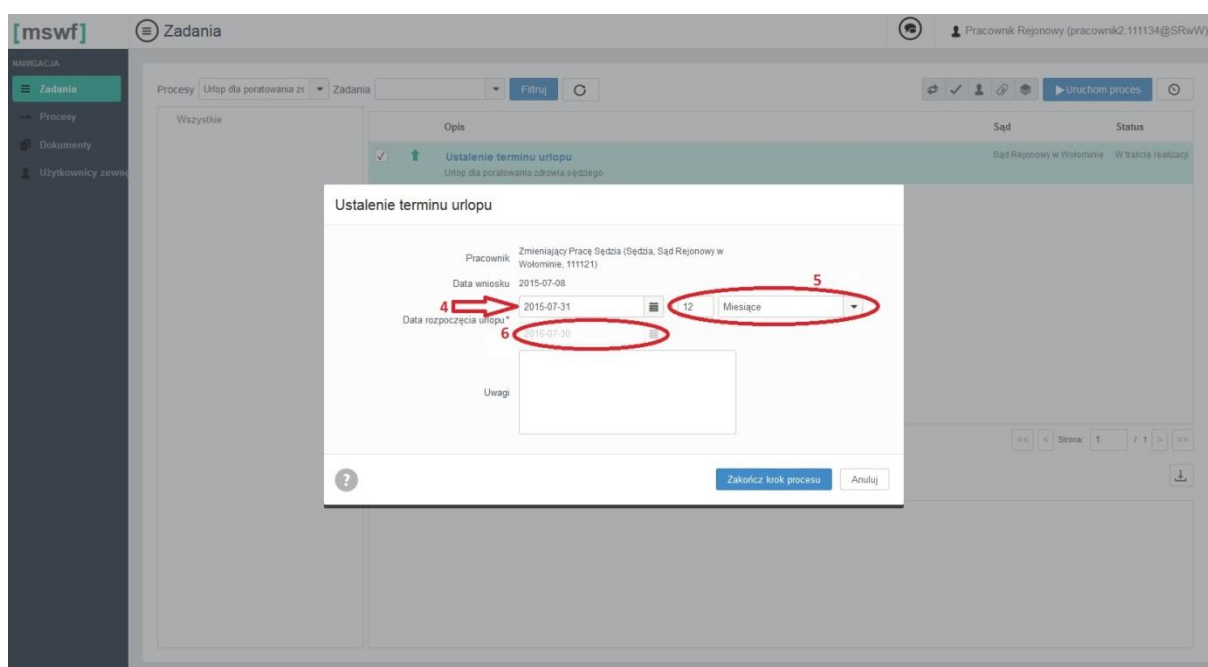 [mswf]
Zadania
Pracownik Rejonowy (pracownik2.111134@SRwW)
NAWIGACJA
Zadania
Procesy
Dokumenty
Użytkownicy zewnę
Procesy Urlop dla poratowania zc Zadania Filtruj Uruchom proces
Wszystkie
Opis Sąd Status
Ustalenie terminu urlopu Sąd Rejonowy w Wołominie W trakcie realizacji
Urlop dla poratowania zdrowia sędziego
Ustalenie terminu urlopu
Pracownik Zmieniający Pracę Sędzia (Sędzia, Sąd Rejonowy w
Wołominie, 111121)
Data wniosku 2015-07-08
5
4 2015-07-31 12 Miesiące
Data rozpoczęcia urlopu*
6 2016-07-30
Uwagi
<< < Strona: 1 / 1 > >>
? Zakończ krok procesu Anuluj